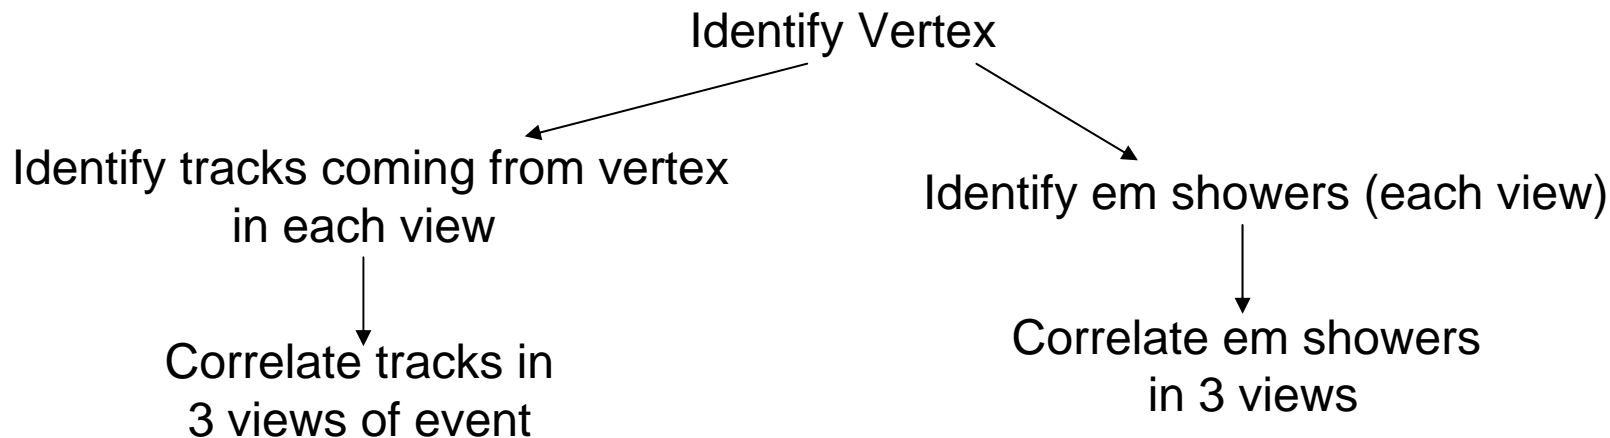 Identify Vertex
Identify tracks coming from vertex
in each view
Identify em showers (each view)
Correlate tracks in
3 views of event
Correlate em showers
in 3 views